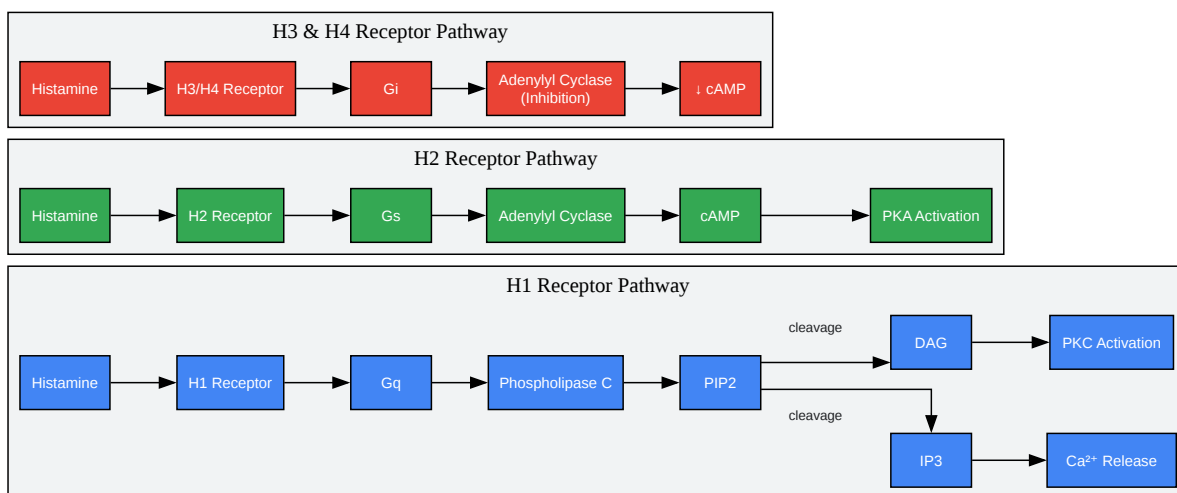 H3 & H4 Receptor Pathway
Histamine
H3/H4 Receptor
Gi
Adenylyl Cyclase
(Inhibition)
↓ cAMP
H2 Receptor Pathway
Histamine
H2 Receptor
Gs
Adenylyl Cyclase
cAMP
PKA Activation
H1 Receptor Pathway
Histamine
H1 Receptor
Gq
Phospholipase C
PIP2
cleavage
DAG
PKC Activation
cleavage
IP3
Ca²⁺ Release